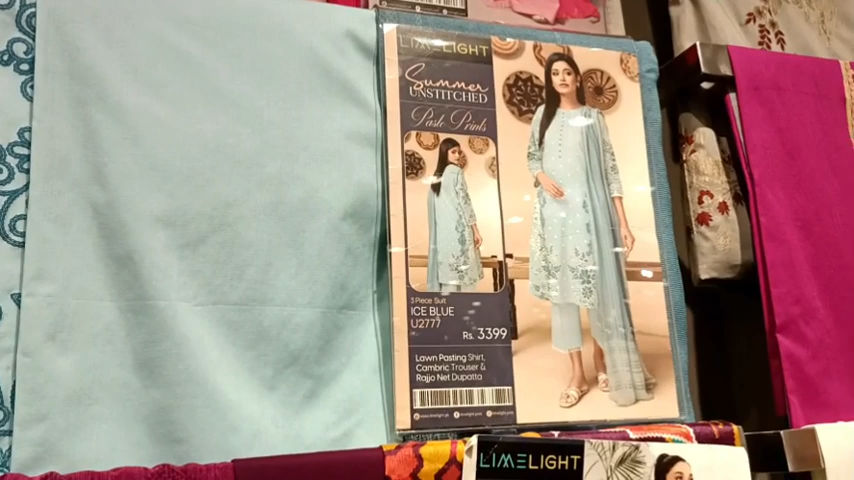 LIMELIGHT
Summer
UNSTITCHED
Paste Prints
3 Piece Suit
ICE BLUE
U2777
Rs. 3399
Lawn Pasting Shirt,
Cambric Trouser &
Rajjo Net Dupatta
LIMELIGHT